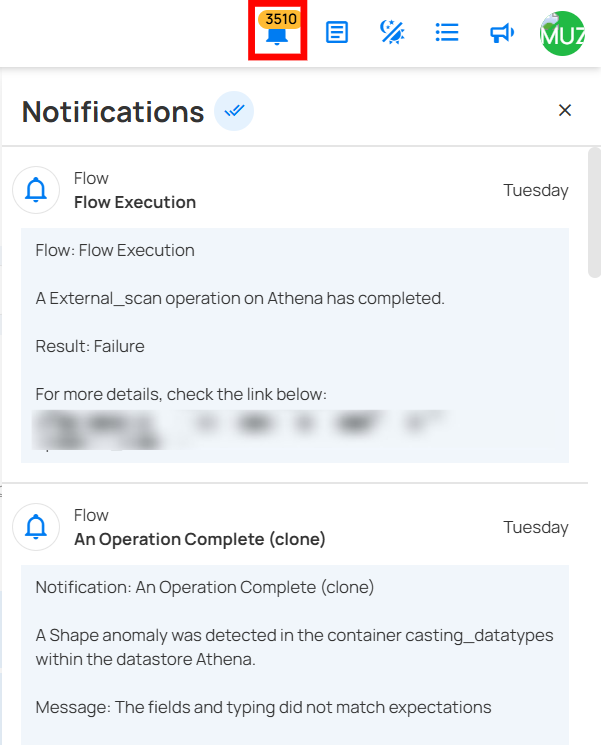 3510
MUZ
Notifications
Flow
Flow Execution
Tuesday
Flow: Flow Execution
A External_scan operation on Athena has completed.
Result: Failure
For more details, check the link below:
Flow
An Operation Complete (clone)
Tuesday
Notification: An Operation Complete (clone)
A Shape anomaly was detected in the container casting_datatypes
within the datastore Athena.
Message: The fields and typing did not match expectations